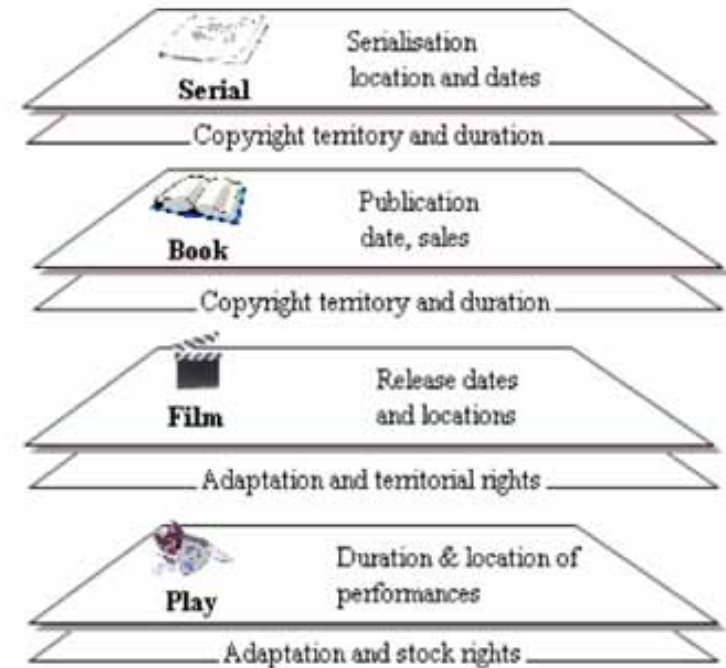 Serialisation
location and dates
Serial
Copyright territory and duration
Publication
date, sales
Book
Copyright territory and duration
Release dates
and locations
Film
Adaptation and territorial rights
Duration & location of
performances
Play
Adaptation and stock rights